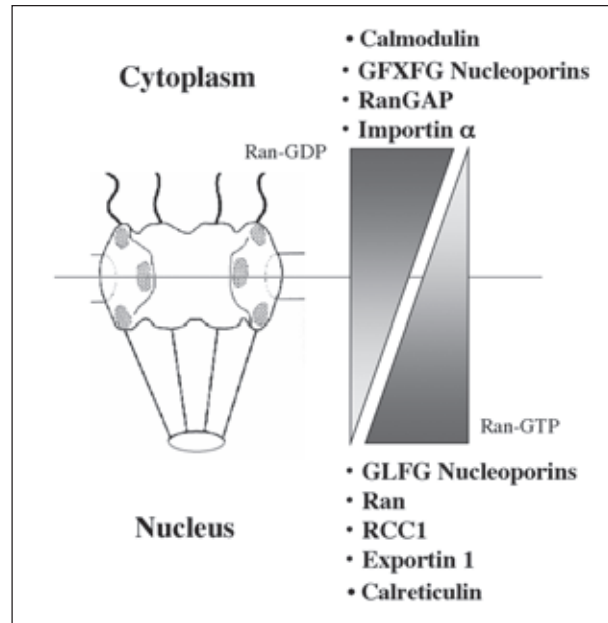 • Calmodulin
Cytoplasm
• GFXFG Nucleoporins
• RanGAP
• Importin α
Ran-GDP
Ran-GTP
• GLFG Nucleoporins
• Ran
Nucleus
• RCC1
• Exportin 1
• Calreticulin